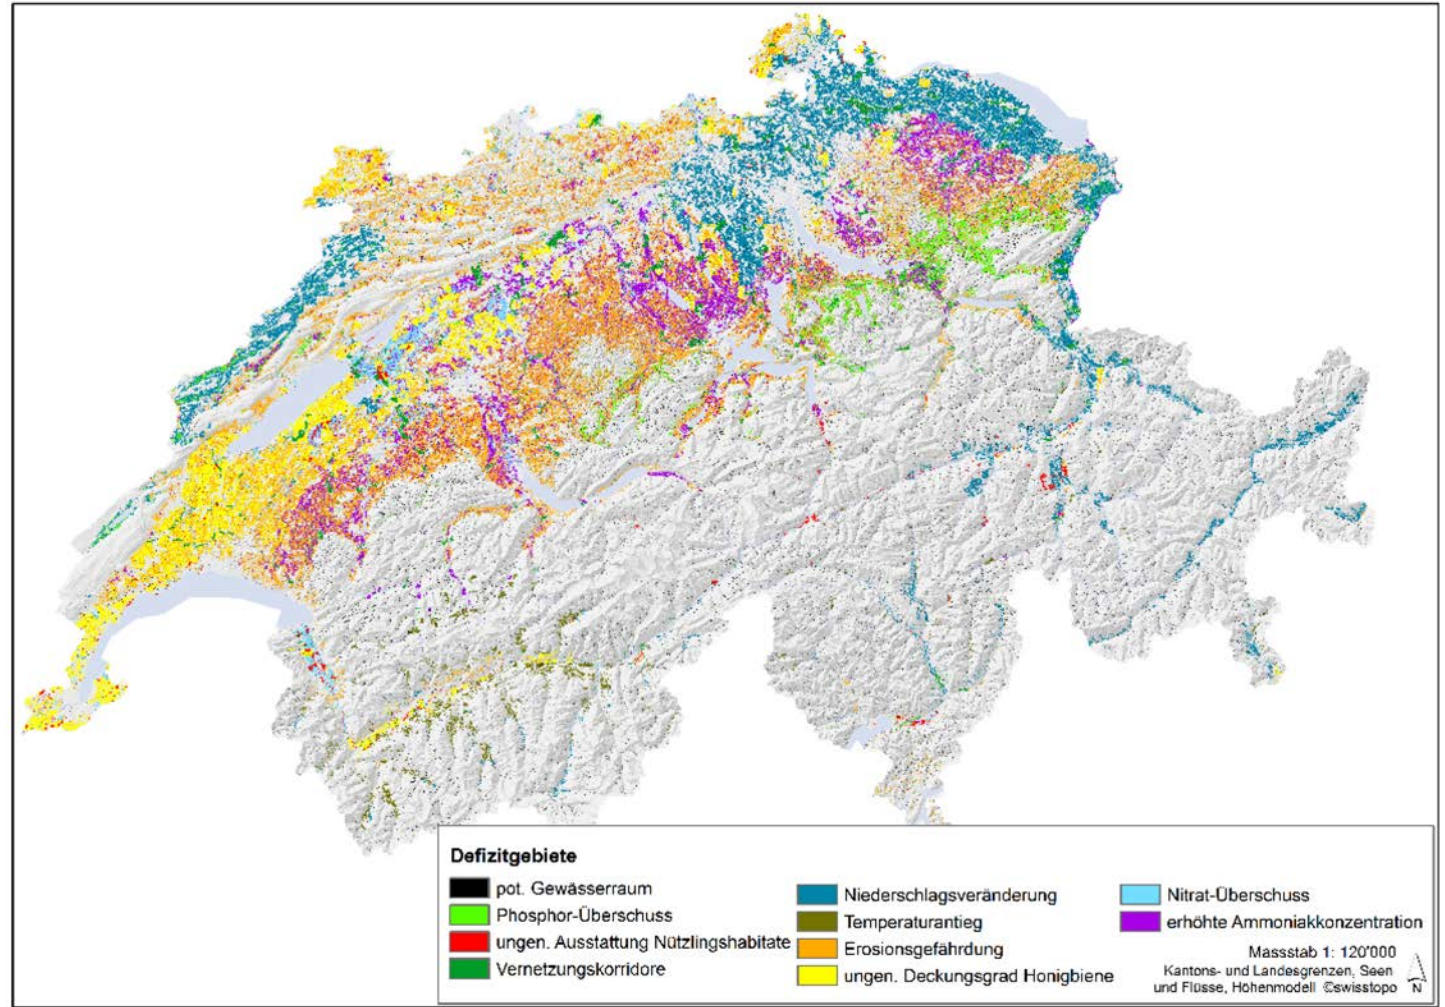 Defizitgebiete
pot. Gewässerraum
Phosphor-Überschuss
ungen. Ausstattung Nützlingshabitate
Vernetzungskorridore
Niederschlagsveränderung
Temperaturantieg
Erosionsgefährdung
ungen. Deckungsgrad Honigbiene
Nitrat-Überschuss
erhöhte Ammoniakkonzentration
Massstab 1: 120'000
Kantons- und Landesgrenzen, Seen
und Flüsse, Höhenmodell ©swisstopo
N